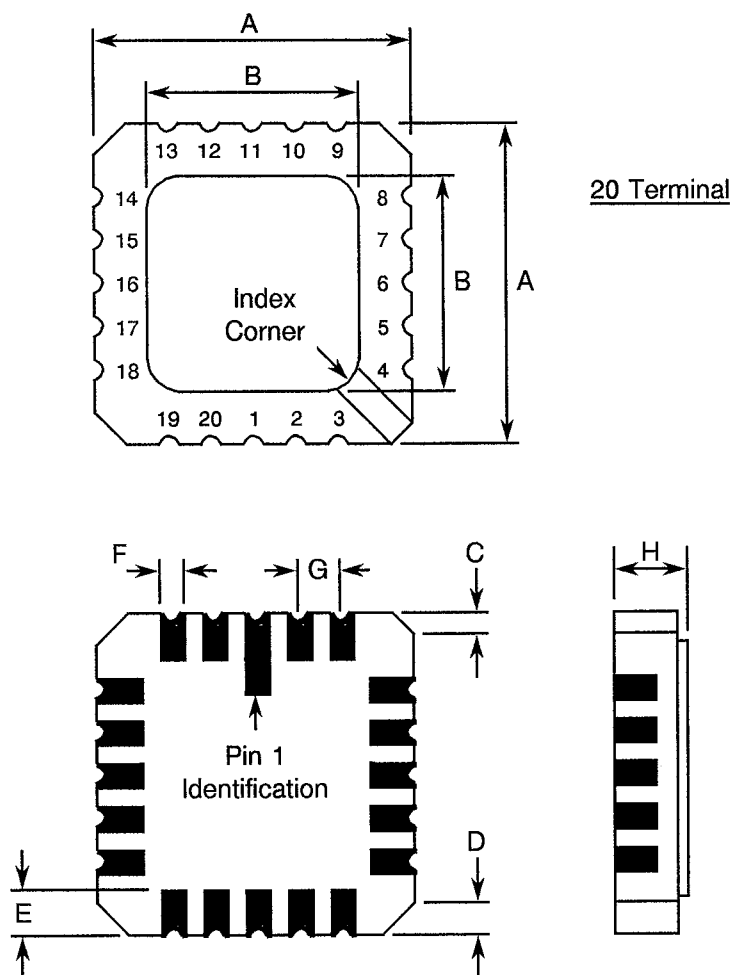 A
B
13 12 11 10 9
20 Terminal
14 8
15 7
16 6
17 5
18 4
Index
Corner
B
A
19 20 1 2 3
F
G
C
H
Pin 1
Identification
D
E